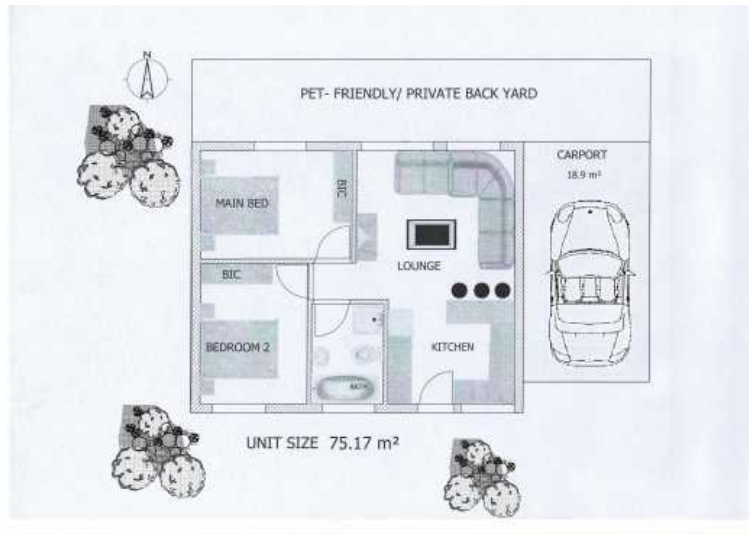 N
PET- FRIENDLY/ PRIVATE BACK YARD
CARPORT
18.9 m²
MAIN BED
BIC
LOUNGE
BIC
BEDROOM 2
KITCHEN
BATH
UNIT SIZE 75.17 m²